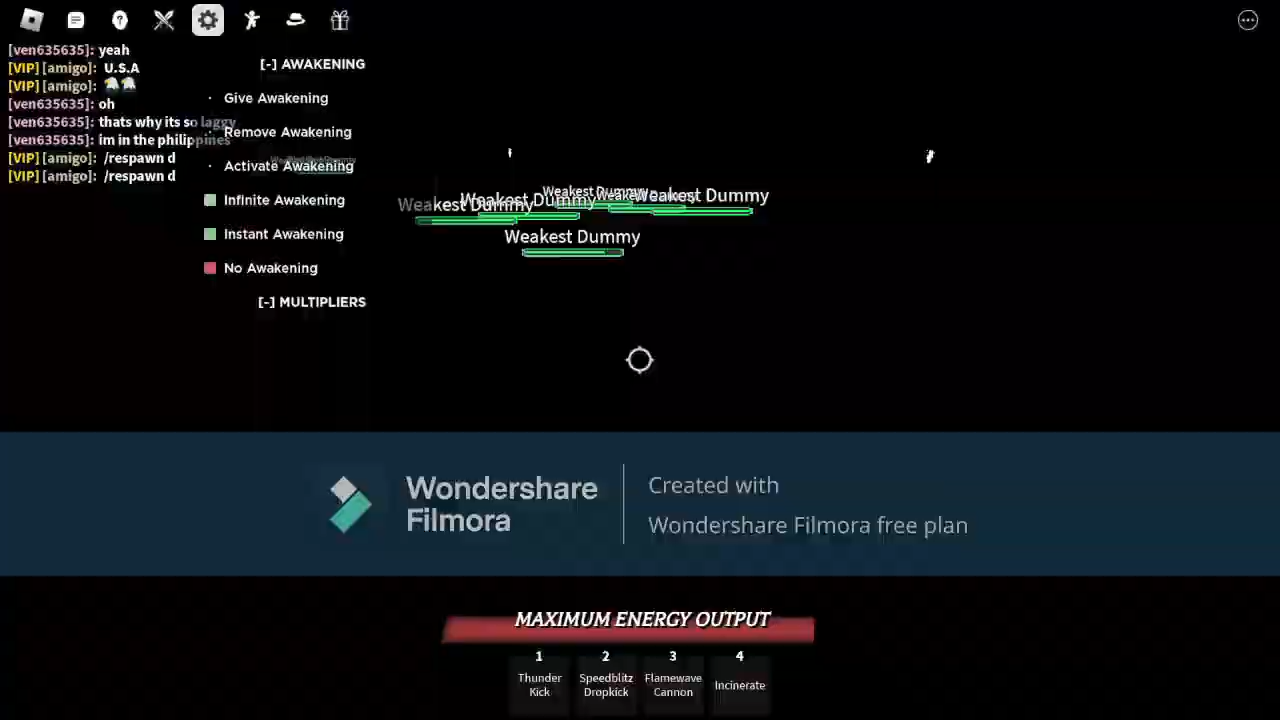 [ven635635]: yeah
[VIP] [amigo]: U.S.A
[VIP] [amigo]:
[ven635635]: oh
[ven635635]: thats why its so laggy
[ven635635]: im in the philippines
[VIP] [amigo]: /respawn d
[VIP] [amigo]: /respawn d
[-] AWAKENING
· Give Awakening
· Remove Awakening
· Activate Awakening
Infinite Awakening
Instant Awakening
No Awakening
[-] MULTIPLIERS
Weakest Dummy
Weakest Dummy
Weakest Dummy
Weakest Dummy
Weakest Dummy
Wondershare
Filmora
Created with
Wondershare Filmora free plan
MAXIMUM ENERGY OUTPUT
1
Thunder
Kick
2
Speedblitz
Dropkick
3
Flamewave
Cannon
4
Incinerate